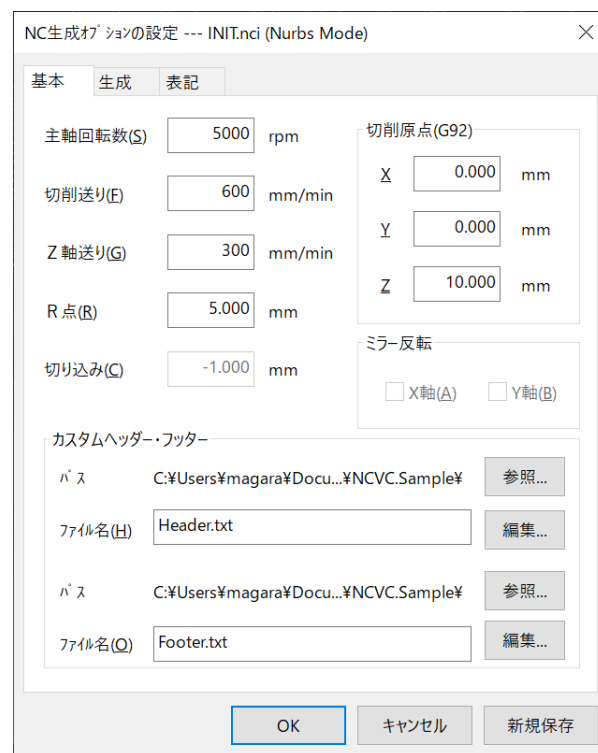 NC生成ｵﾌﾟｼｮﾝの設定 --- INIT.nci (Nurbs Mode)
基本 生成 表記
主軸回転数(S) 5000 rpm
切削送り(F) 600 mm/min
Z 軸送り(G) 300 mm/min
R 点(R) 5.000 mm
切り込み(C) -1.000 mm
切削原点(G92)
X 0.000 mm
Y 0.000 mm
Z 10.000 mm
ミラー反転
X軸(A) Y軸(B)
カスタムヘッダー・フッター
ﾊﾟｽ C:¥Users¥magara¥Docu...¥NCVC.Sample¥ 参照...
ﾌｧｲﾙ名(H) Header.txt 編集...
ﾊﾟｽ C:¥Users¥magara¥Docu...¥NCVC.Sample¥ 参照...
ﾌｧｲﾙ名(O) Footer.txt 編集...
OK キャンセル 新規保存